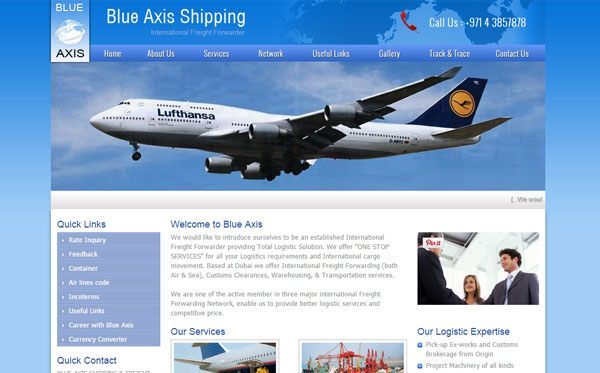 BLUE
AXIS
Blue Axis Shipping
International Freight Forwarder
Call Us : +971 4 3857878
Home About Us Services Network Useful Links Gallery Track & Trace Contact Us
Lufthansa
[..We woul
Quick Links
Rate Inquiry
Feedback
Container
Air lines code
Incoterms
Useful Links
Career with Blue Axis
Currency Converter
Quick Contact
Welcome to Blue Axis
We would like to introduce ourselves to be an established International
Freight Forwarder providing Total Logistic Solution. We offer "ONE STOP
SERVICES" for all your Logistics requirements and International cargo
movement. Based at Dubai we offer International Freight Forwarding (both
Air & Sea), Customs Clearances, Warehousing, & Transportation services.
We are one of the active member in three major international Freight
Forwarding Network, enable us to provide better logistic services and
competitive price.
Our Services
Pin it
Our Logistic Expertise
Pick-up Ex-works and Customs
Brokerage from Origin
Project Machinery of all kinds